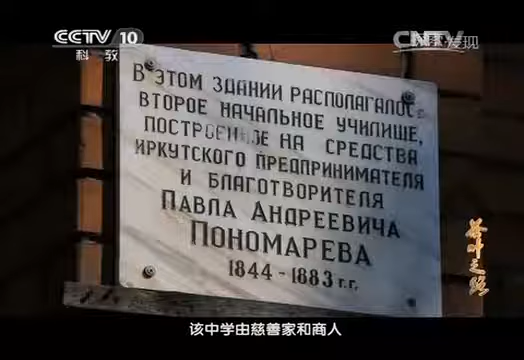 CCTV 10
科教
CNTV
В ЭТОМ ЗДАНИИ РАСПОЛАГАЛОСЬ
ВТОРОЕ НАЧАЛЬНОЕ УЧИЛИЩЕ,
ПОСТРОЕННОЕ НА СРЕДСТВА
ИРКУТСКОГО ПРЕДПРИНИМАТЕЛЯ
И БЛАГОТВОРИТЕЛЯ
ПАВЛА АНДРЕЕВИЧА
ПОНОМАРЕВА
1844 - 1883 г.г.
茶叶之路
该中学由慈善家和商人